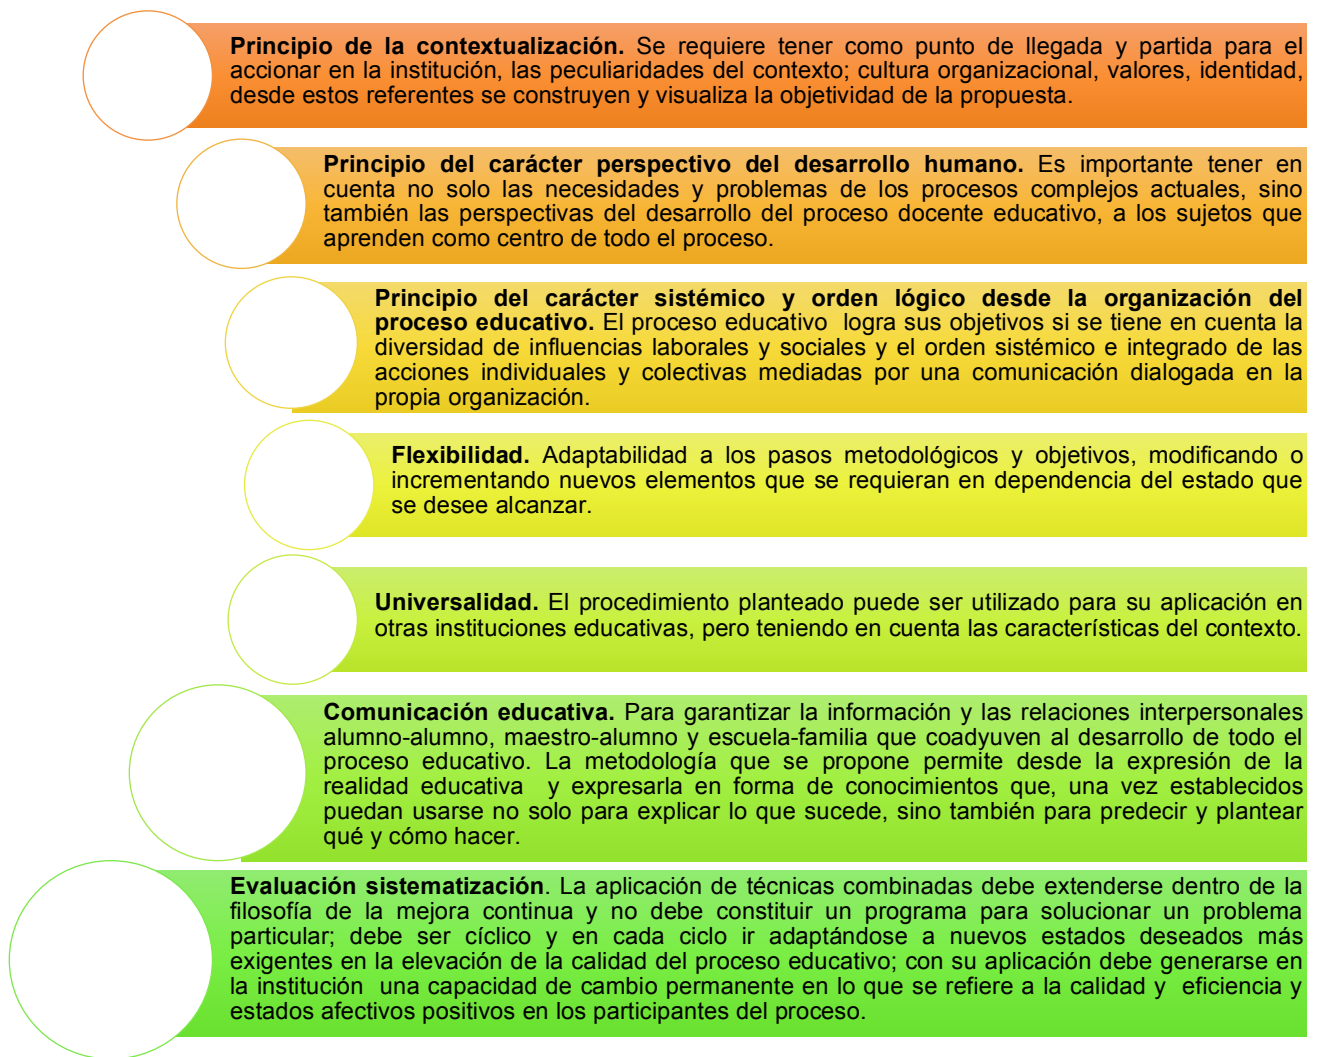 Principio de la contextualización. Se requiere tener como punto de llegada y partida para el
accionar en la institución, las peculiaridades del contexto; cultura organizacional, valores, identidad,
desde estos referentes se construyen y visualiza la objetividad de la propuesta.
Principio del carácter perspectivo del desarrollo humano. Es importante tener en
cuenta no solo las necesidades y problemas de los procesos complejos actuales, sino
también las perspectivas del desarrollo del proceso docente educativo, a los sujetos que
aprenden como centro de todo el proceso.
Principio del carácter sistémico y orden lógico desde la organización del
proceso educativo. El proceso educativo logra sus objetivos si se tiene en cuenta la
diversidad de influencias laborales y sociales y el orden sistémico e integrado de las
acciones individuales y colectivas mediadas por una comunicación dialogada en la
propia organización.
Flexibilidad. Adaptabilidad a los pasos metodológicos y objetivos, modificando o
incrementando nuevos elementos que se requieran en dependencia del estado que
se desee alcanzar.
Universalidad. El procedimiento planteado puede ser utilizado para su aplicación en
otras instituciones educativas, pero teniendo en cuenta las características del contexto.
Comunicación educativa. Para garantizar la información y las relaciones interpersonales
alumno-alumno, maestro-alumno y escuela-familia que coadyuven al desarrollo de todo el
proceso educativo. La metodología que se propone permite desde la expresión de la
realidad educativa y expresarla en forma de conocimientos que, una vez establecidos
puedan usarse no solo para explicar lo que sucede, sino también para predecir y plantear
qué y cómo hacer.
Evaluación sistematización. La aplicación de técnicas combinadas debe extenderse dentro de la
filosofía de la mejora continua y no debe constituir un programa para solucionar un problema
particular; debe ser cíclico y en cada ciclo ir adaptándose a nuevos estados deseados más
exigentes en la elevación de la calidad del proceso educativo; con su aplicación debe generarse en
la institución una capacidad de cambio permanente en lo que se refiere a la calidad y eficiencia y
estados afectivos positivos en los participantes del proceso.